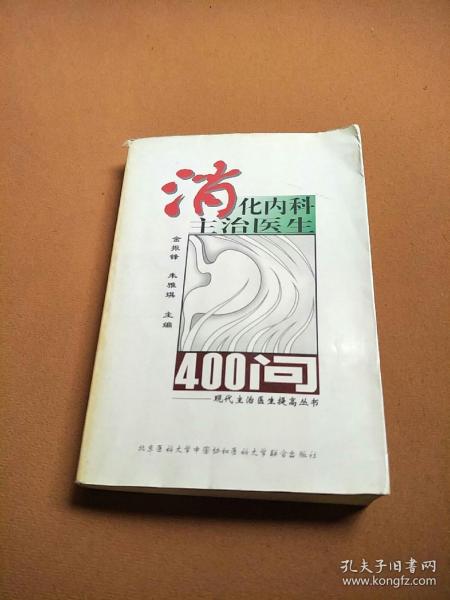 消化内科
主治医生
金振锋 朱雅琪 主编
400问
——现代主治医生提高丛书
北京医科大学中国协和医科大学联合出版社
孔夫子旧书网
www.kongfz.com